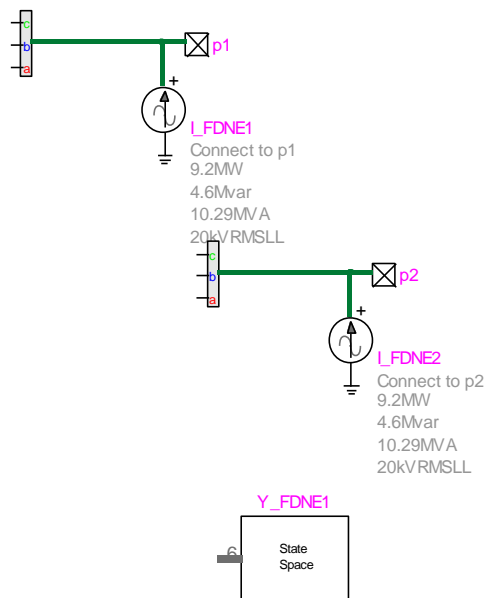 c
b
a
p1
+
I_FDNE1
Connect to p1
9.2MW
4.6Mvar
10.29MVA
20kVRMSLL
c
b
a
p2
+
I_FDNE2
Connect to p2
9.2MW
4.6Mvar
10.29MVA
20kVRMSLL
Y_FDNE1
6
State
Space